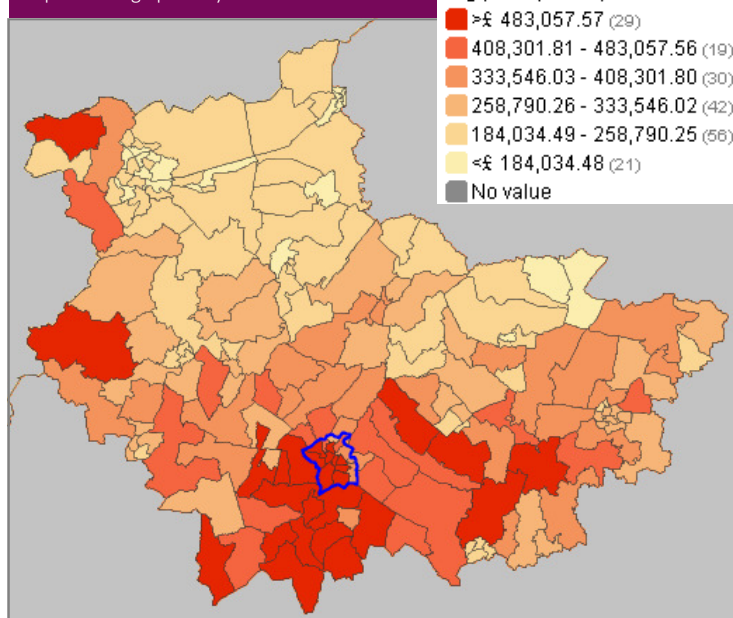 >£ 483,057.57 (29)
408,301.81 - 483,057.56 (19)
333,546.03 - 408,301.80 (30)
258,790.26 - 333,546.02 (42)
184,034.49 - 258,790.25 (56)
<£ 184,034.48 (21)
No value